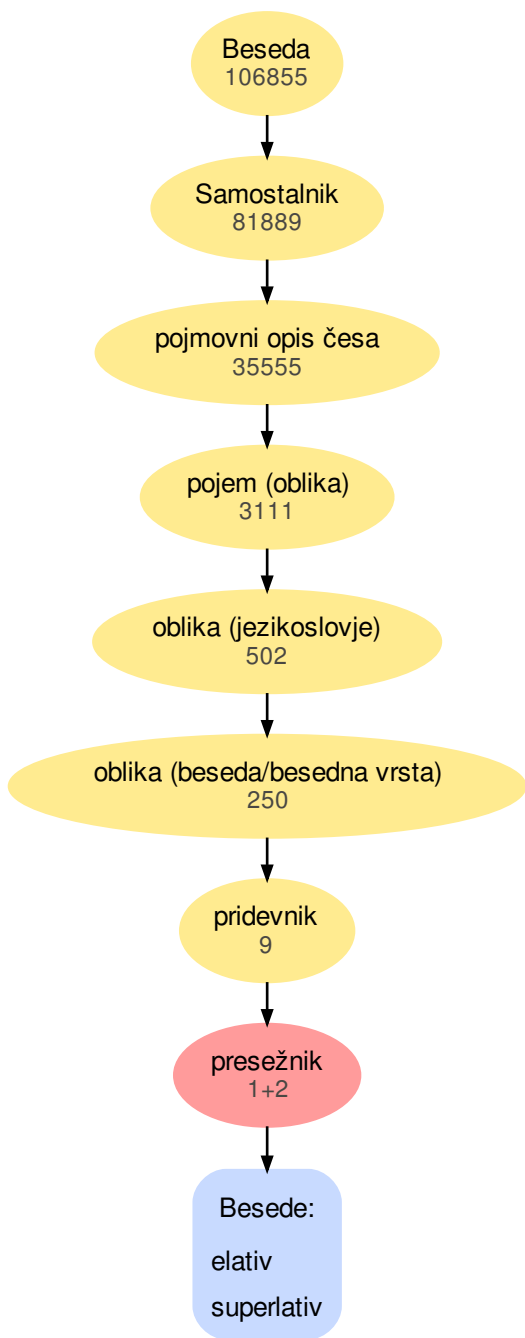 Beseda
106855
Samostalnik
81889
pojmovni opis česa
35555
pojem (oblika)
3111
oblika (jezikoslovje)
502
oblika (beseda/besedna vrsta)
250
pridevnik
9
presežnik
1+2
Besede:
elativ
superlativ